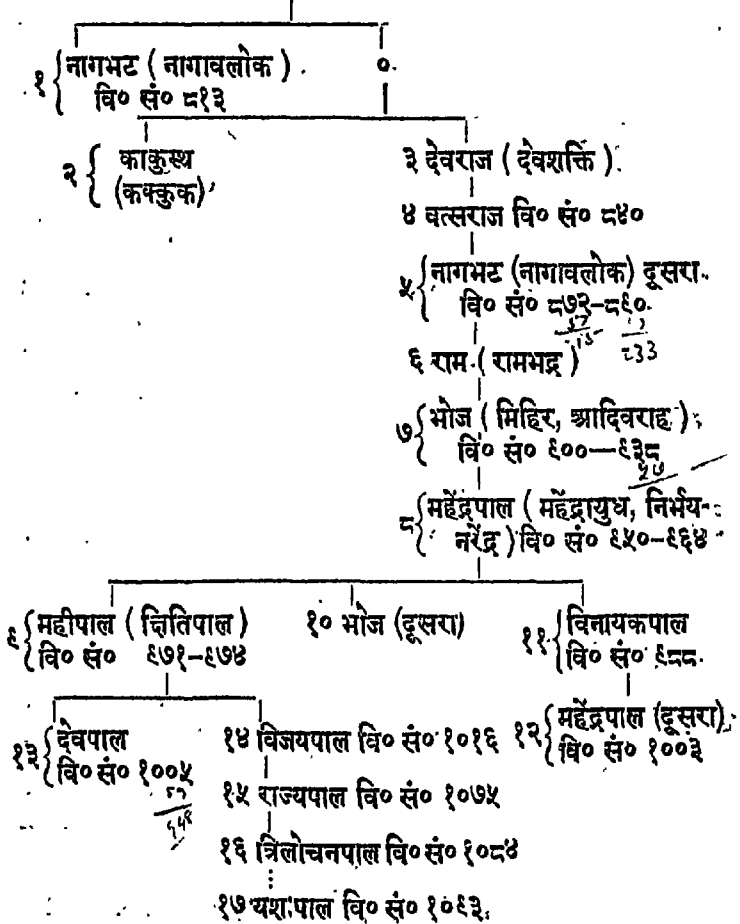 १ { नागभट ( नागावलोक ) ०
वि० सं० ८१३
२ { काकुस्थ
(कक्कुक)
३ देवराज ( देवशक्ति )
४ वत्सराज वि० सं० ८४०
५ { नागभट (नागावलोक) दूसरा
वि० सं० ८७२–८९०
६ राम ( रामभद्र )
७ { भोज ( मिहिर, आदिवराह )
वि० सं० ९००—९३८
८ { महेंद्रपाल ( महेंद्रायुध, निर्भय-
नरेंद्र ) वि० सं० ९५०–९६४
९ { महीपाल ( क्षितिपाल )
वि० सं० ९७१–९७४
१० भोज (दूसरा)
११ { विनायकपाल
वि० सं० ९८८
१२ { महेंद्रपाल (दूसरा)
वि० सं० १००३
१३ { देवपाल
वि० सं० १००५
१४ विजयपाल वि० सं० १०१६
१५ राज्यपाल वि० सं० १०७५
१६ त्रिलोचनपाल वि० सं० १०८४
१७ यशःपाल वि० सं० १०९३